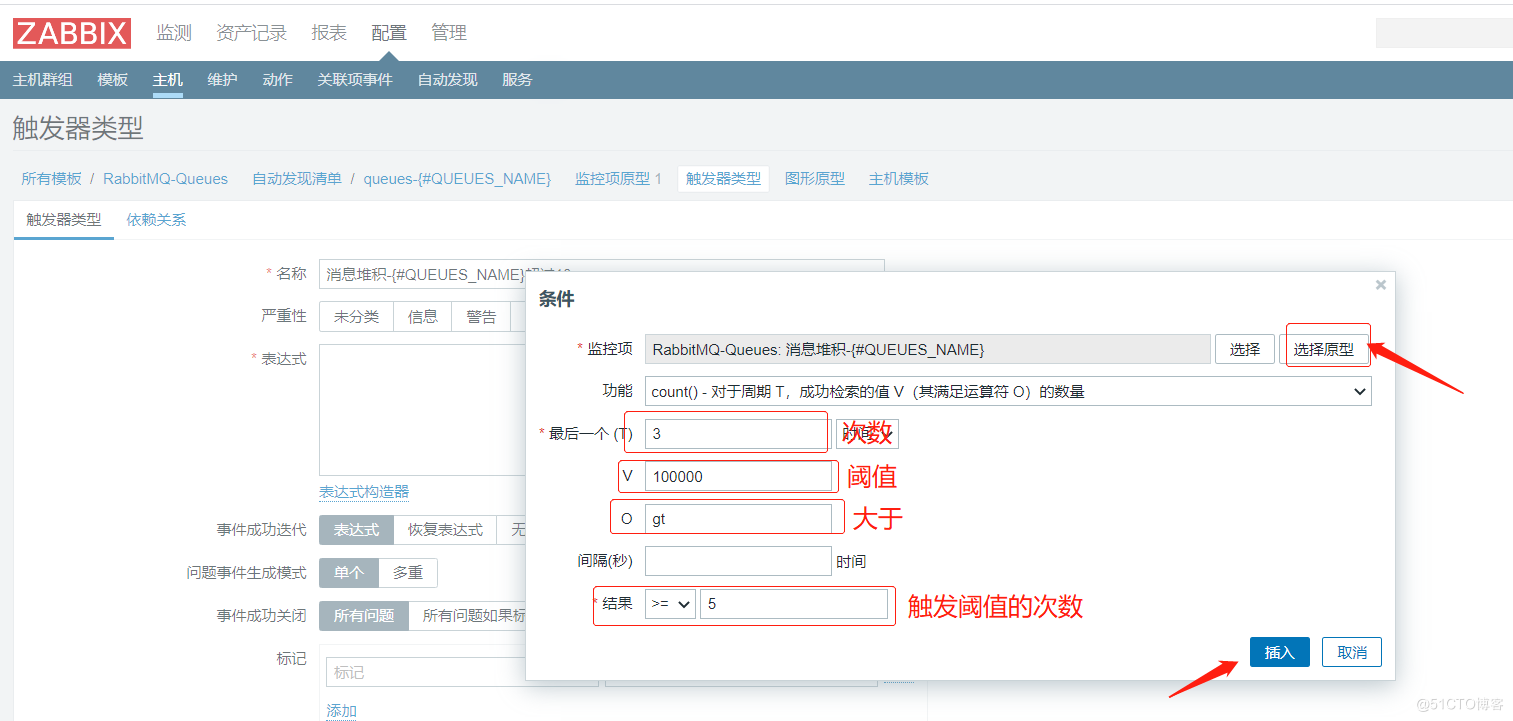 ZABBIX 监测 资产记录 报表 配置 管理
主机群组 模板 主机 维护 动作 关联项事件 自动发现 服务
触发器类型
所有模板 / RabbitMQ-Queues 自动发现清单 / queues-{#QUEUES_NAME} 监控项原型 1 触发器类型 图形原型 主机模板
触发器类型 依赖关系
* 名称 消息堆积-{#QUEUES_NAME}
严重性 未分类 信息 警告
* 表达式
表达式构造器
事件成功迭代 表达式 恢复表达式 无
问题事件生成模式 单个 多重
事件成功关闭 所有问题 所有问题如果标
标记 标记
添加
条件 ×
* 监控项 RabbitMQ-Queues: 消息堆积-{#QUEUES_NAME} 选择 选择原型
功能 count() - 对于周期 T，成功检索的值 V（其满足运算符 O）的数量
* 最后一个 (T) 3 时间 次数
V 100000 阈值
O gt 大于
间隔(秒) 时间
* 结果 >= 5 触发阈值的次数
插入 取消
@51CTO博客